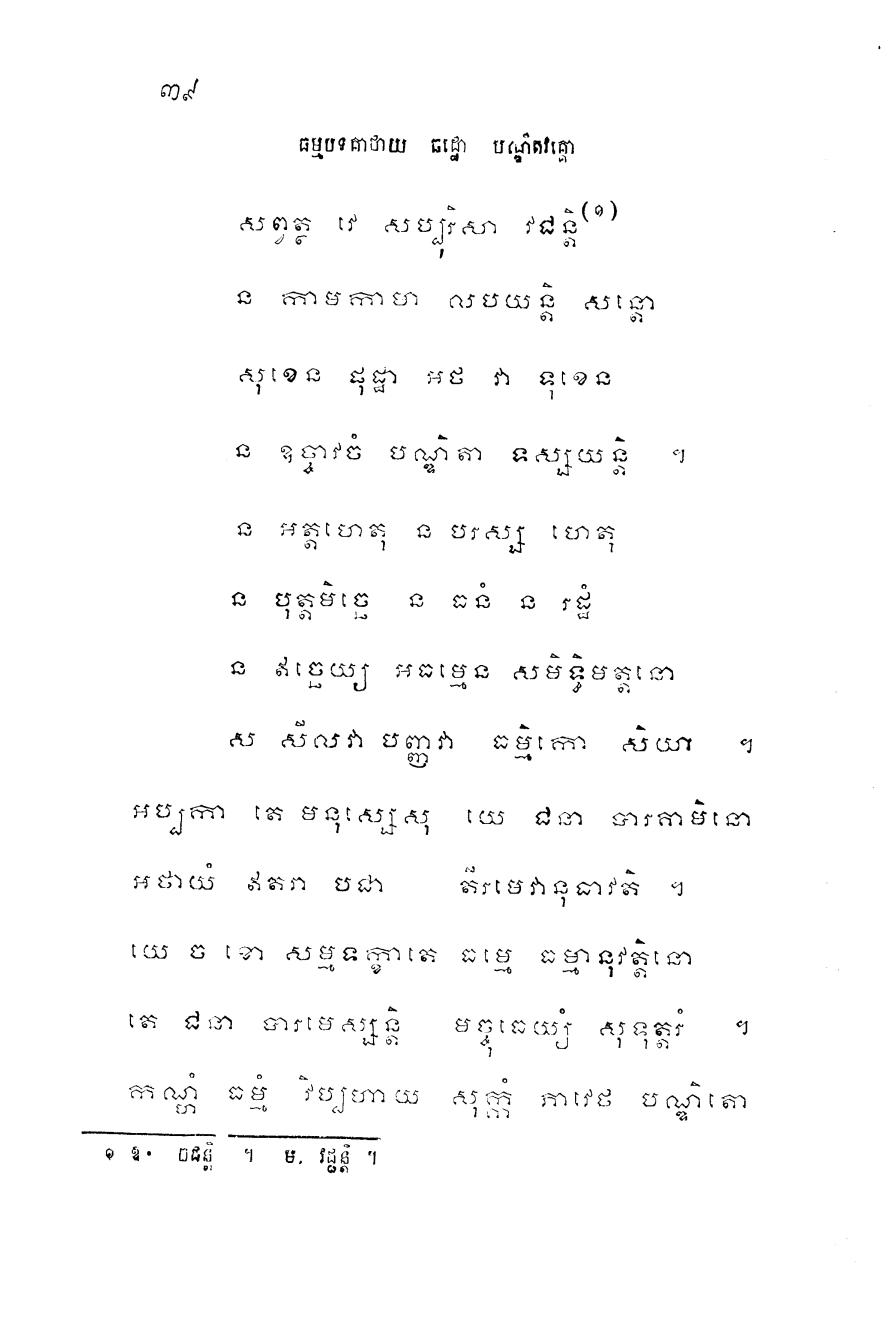 ៣៩
ធម្មបទគាថាយ ឆដ្ឋោ បណ្ឌិតវគ្គោ
សព្វត្ថ វេ សប្បុរិសា វជន្តិ(១)
ន កាមកាមា លបយន្តិ សន្តោ
សុខេន ផុដ្ឋា អថ វា ទុខេន
ន ឧច្ចាវចំ បណ្ឌិតា ទស្សយន្តិ ។
ន អត្តហេតុ ន បរស្ស ហេតុ
ន បុត្តមិច្ឆេ ន ធនំ ន រដ្ឋំ
ន ឥច្ឆេយ្យ អធម្មេន សមិទ្ធិមត្តនោ
ស សីលវា បញ្ញវា ធម្មិកោ សិយា ។
អប្បកា តេ មនុស្សេសុ យេ ជនា បារគាមិនោ
អថាយំ ឥតរា បជា តីរមេវានុធាវតិ ។
យេ ច ខោ សម្មទក្ខាតេ ធម្មេ ធម្មានុវត្តិនោ
តេ ជនា បារមេស្សន្តិ មច្ចុធេយ្យំ សុទុត្តរំ ។
កណ្ហំ ធម្មំ វិប្បហាយ សុក្កំ ភាវេថ បណ្ឌិតោ
១ ឱ. ចជន្តិ ។ ម. វជ្ជន្តិ ។